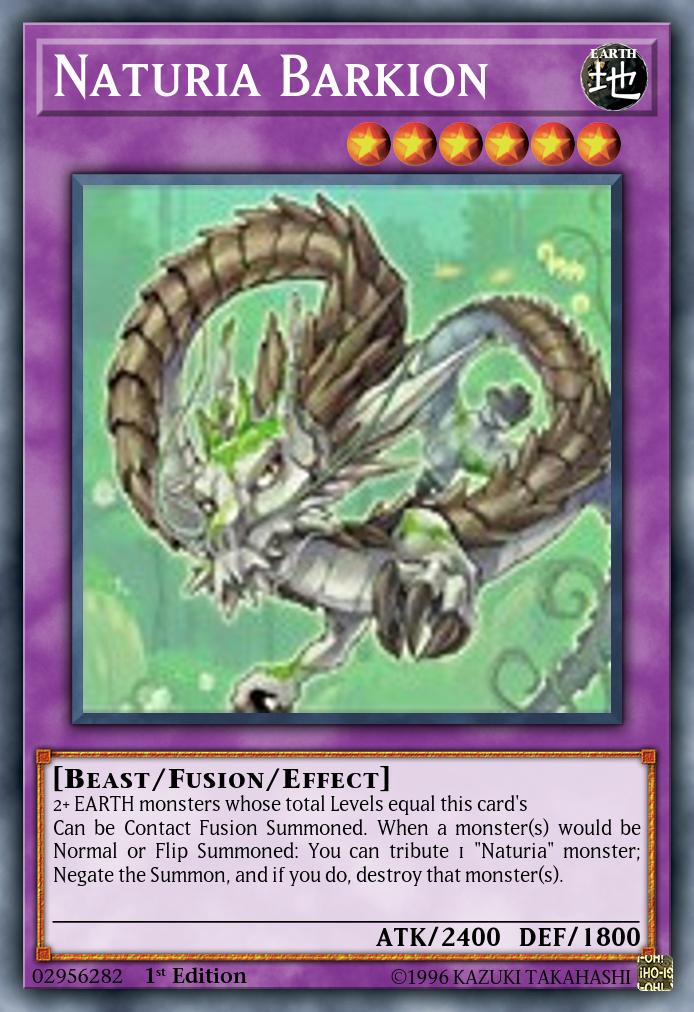 Naturia Barkion
EARTH
地
[Beast/Fusion/Effect]
2+ EARTH monsters whose total Levels equal this card's
Can be Contact Fusion Summoned. When a monster(s) would be
Normal or Flip Summoned: You can tribute 1 "Naturia" monster;
Negate the Summon, and if you do, destroy that monster(s).
ATK/2400 DEF/1800
02956282 1st Edition ©1996 KAZUKI TAKAHASHI